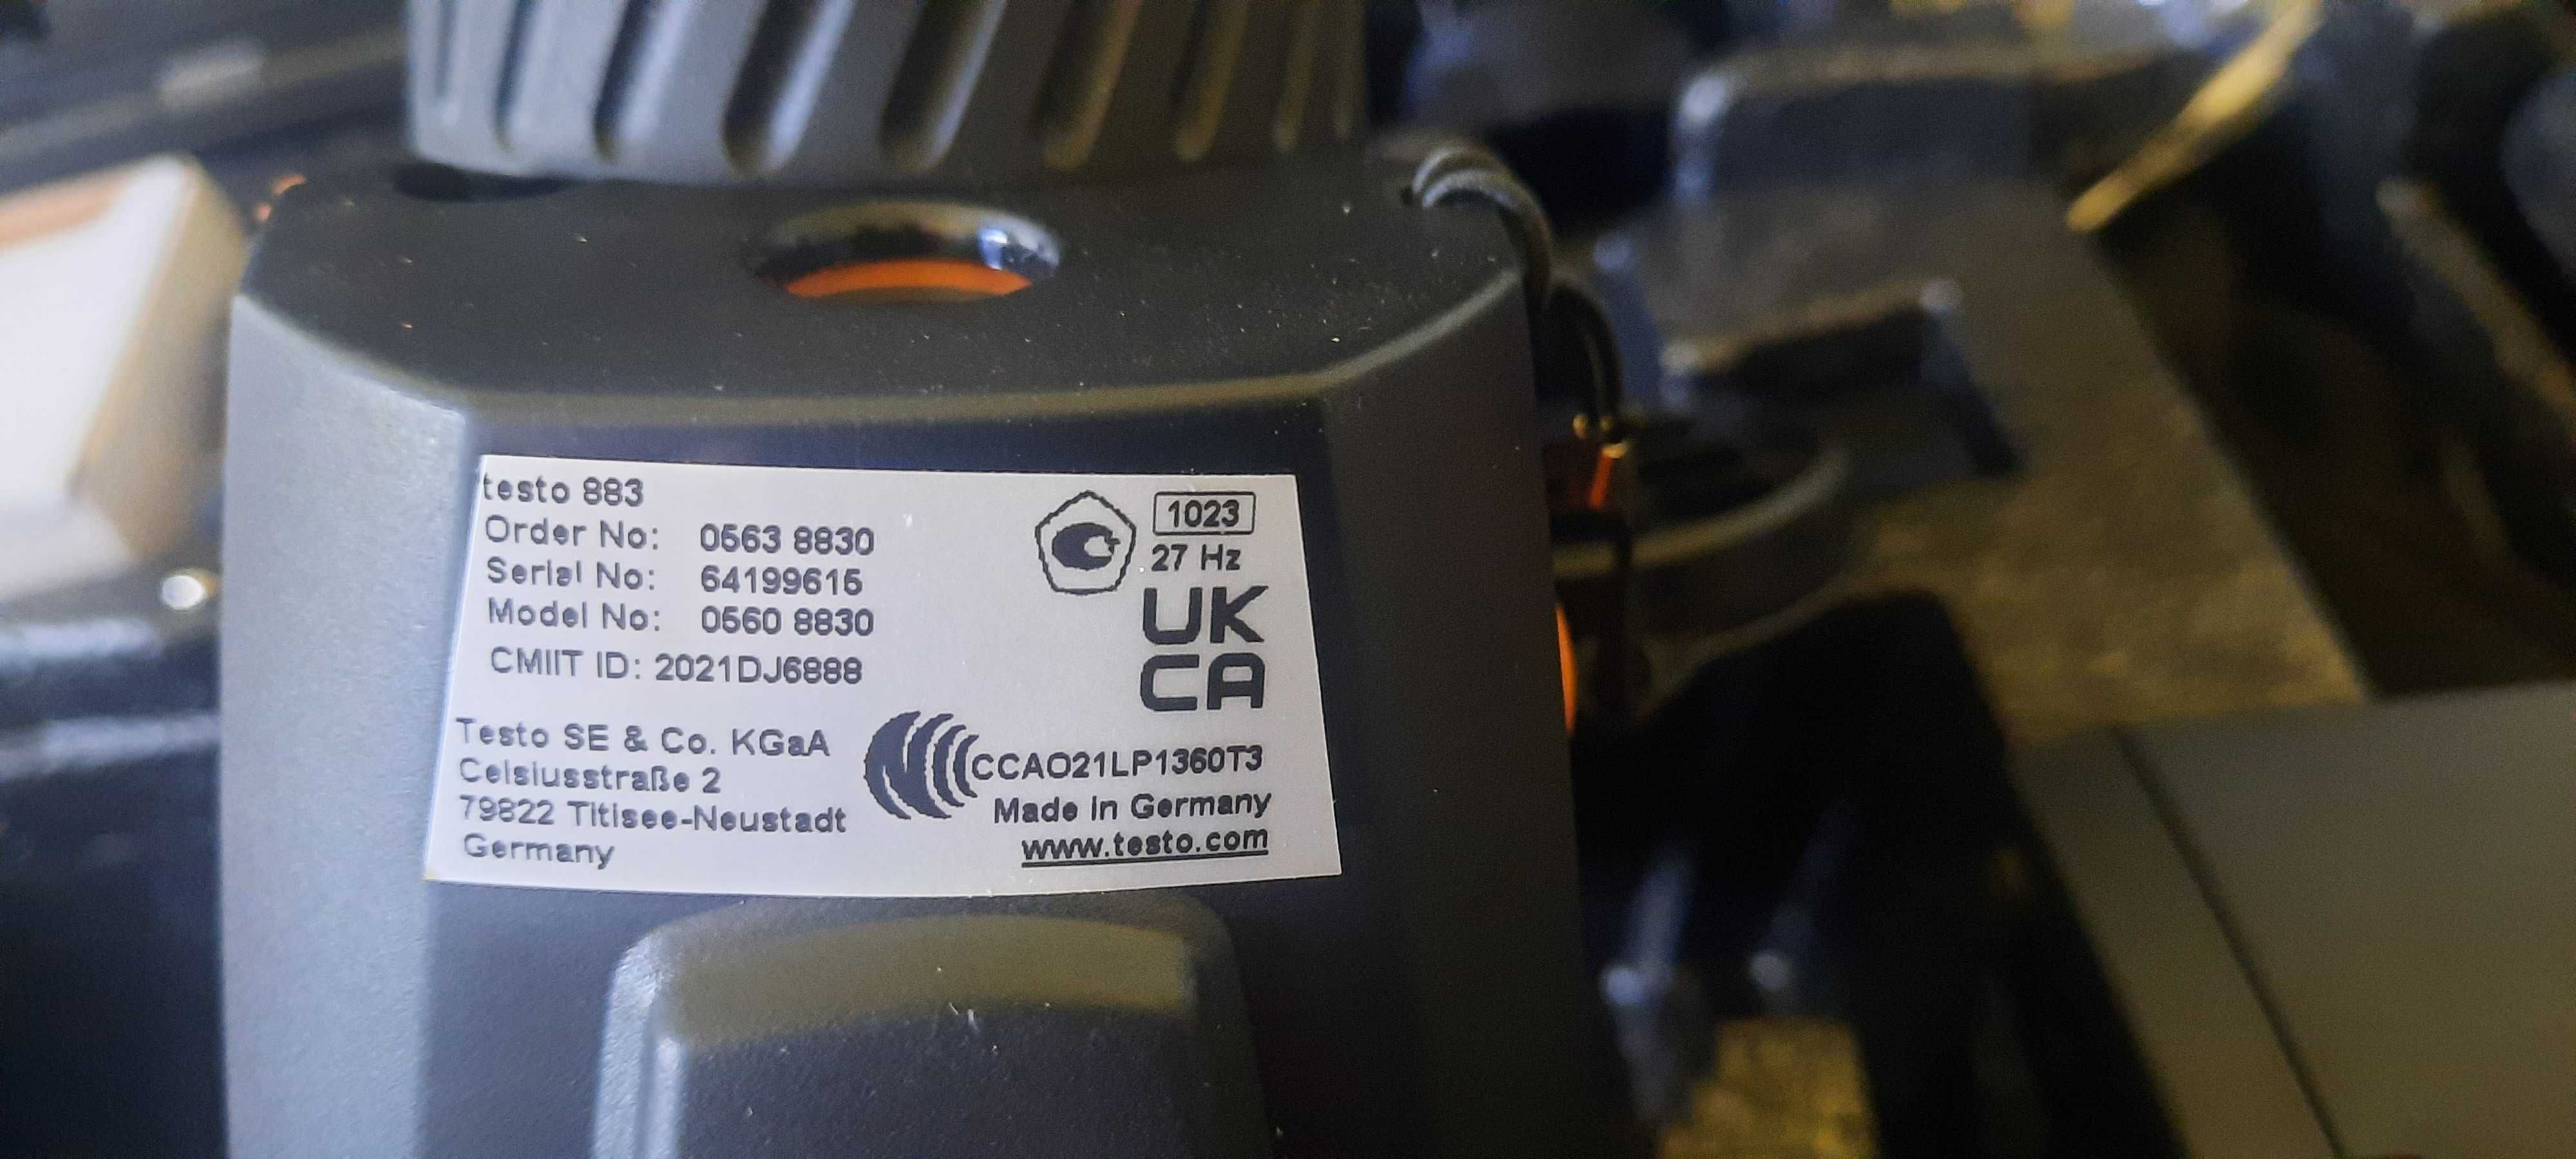 testo 883
Order No: 0563 8830
Serial No: 64199615
Model No: 0560 8830
CMIIT ID: 2021DJ6888
1023
27 Hz
UK
CA
Testo SE & Co. KGaA
Celsiusstraße 2
79822 Titisee-Neustadt
Germany
CCAO21LP1360T3
Made in Germany
www.testo.com